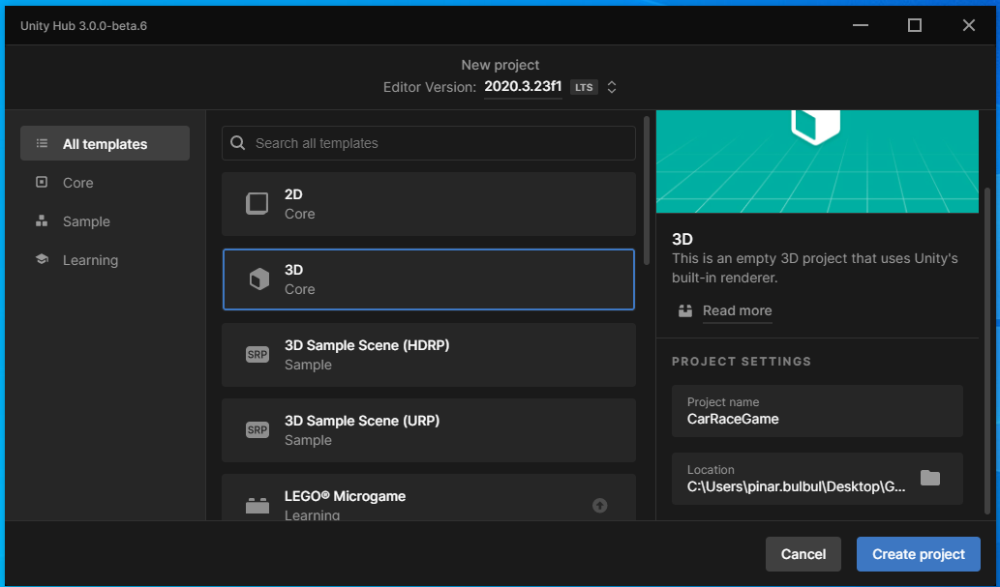 Unity Hub 3.0.0-beta.6
New project
Editor Version: 2020.3.23f1 LTS
All templates
Core
Sample
Learning
Search all templates
2D
Core
3D
Core
3D Sample Scene (HDRP)
SRP
Sample
3D Sample Scene (URP)
SRP
Sample
LEGO® Microgame
Learning
3D
This is an empty 3D project that uses Unity's
built-in renderer.
Read more
PROJECT SETTINGS
Project name
CarRaceGame
Location
C:\Users\pinar.bulbul\Desktop\G...
Cancel
Create project